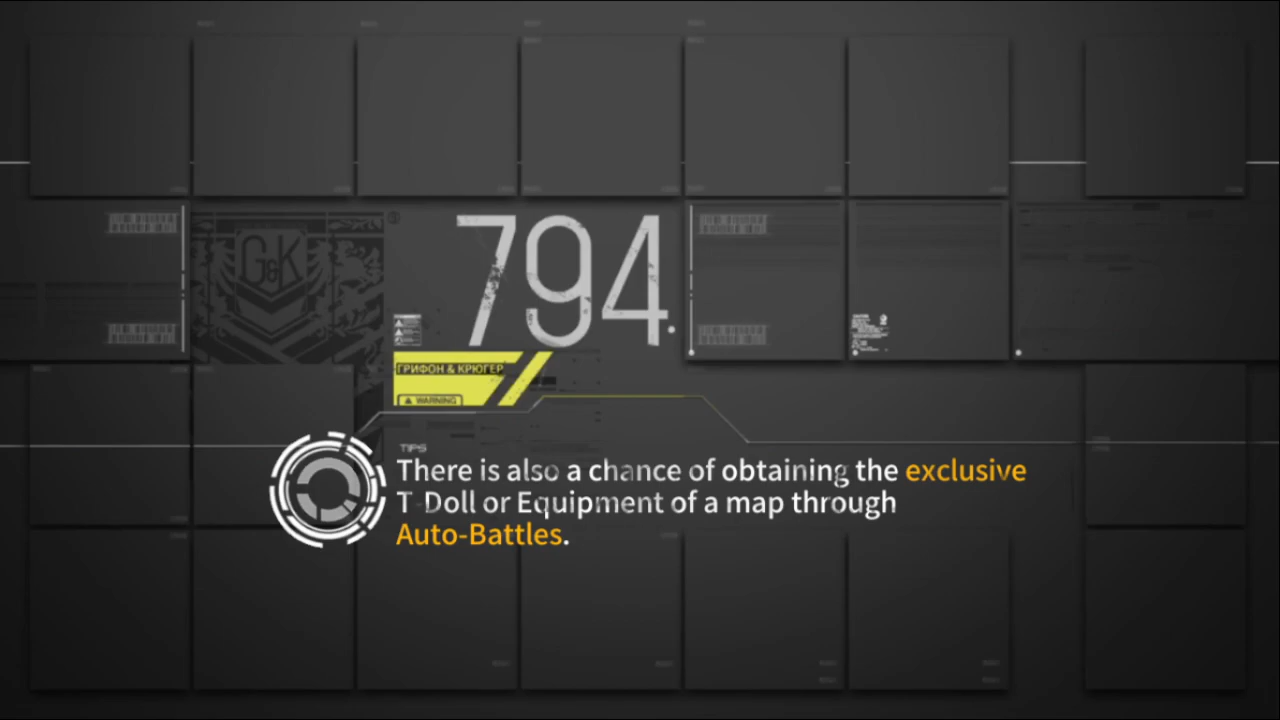 G&K
794.
ГРИФОН & КРЮГЕР
WARNING
TIPS
There is also a chance of obtaining the exclusive
T-Doll or Equipment of a map through
Auto-Battles.